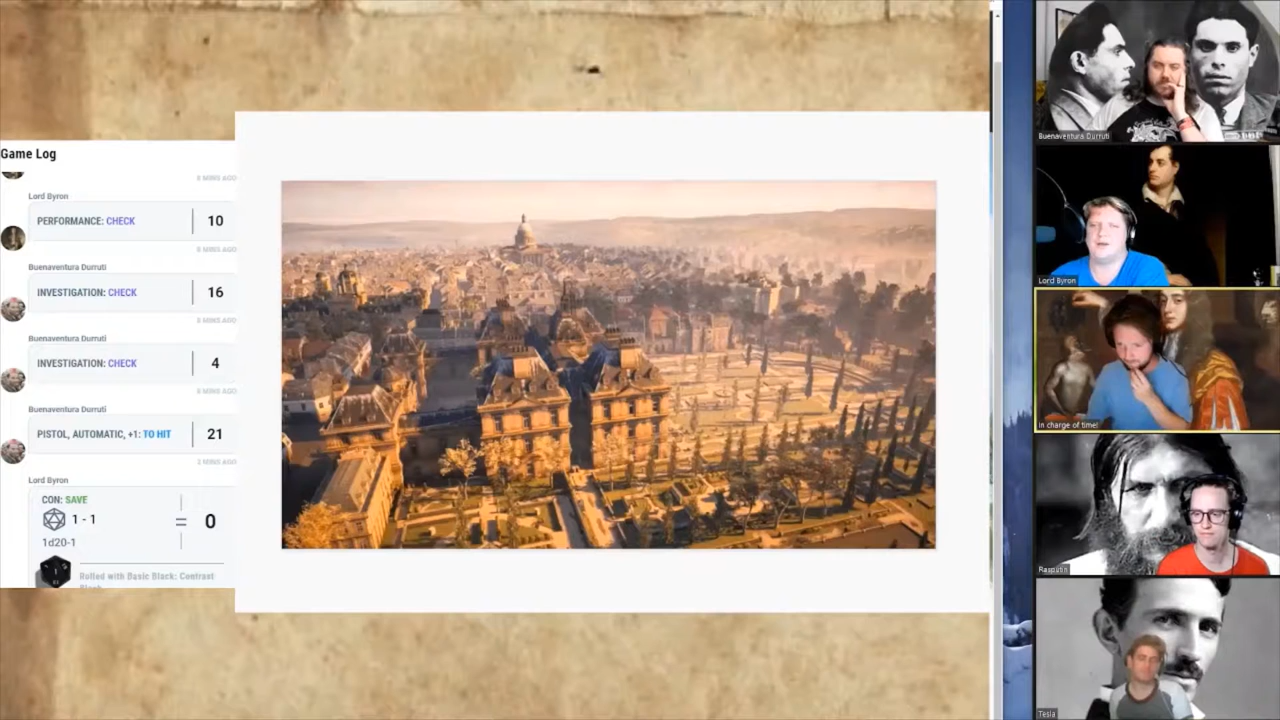 Game Log
8 MINS AGO
Lord Byron
PERFORMANCE: CHECK
10
8 MINS AGO
Buenaventura Durruti
INVESTIGATION: CHECK
16
8 MINS AGO
Buenaventura Durruti
INVESTIGATION: CHECK
4
Buenaventura Durruti
PISTOL, AUTOMATIC, +1: TO HIT
21
3 MINS AGO
Lord Byron
CON: SAVE
1 - 1
=
0
1d20-1
Rolled with Basic Black: Contrast
Buenaventura Durruti
Lord Byron
In charge of time!
Rasputin
Tesla